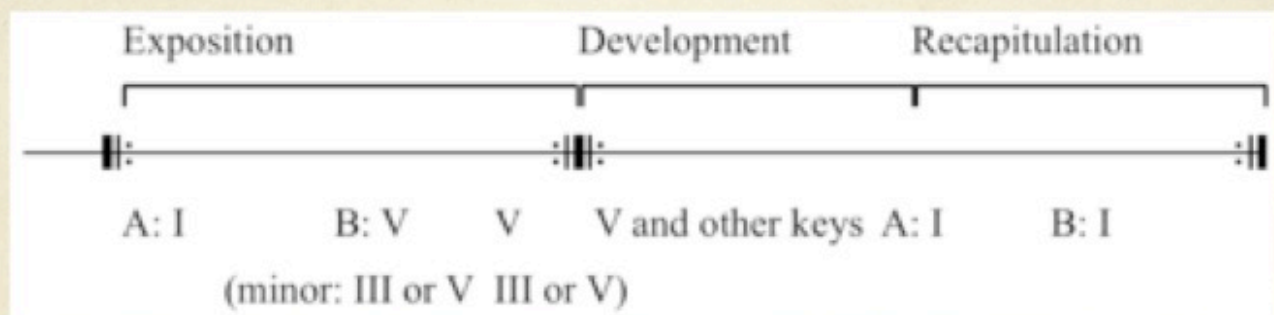 Exposition Development Recapitulation
A: I B: V V V and other keys A: I B: I
(minor: III or V III or V)